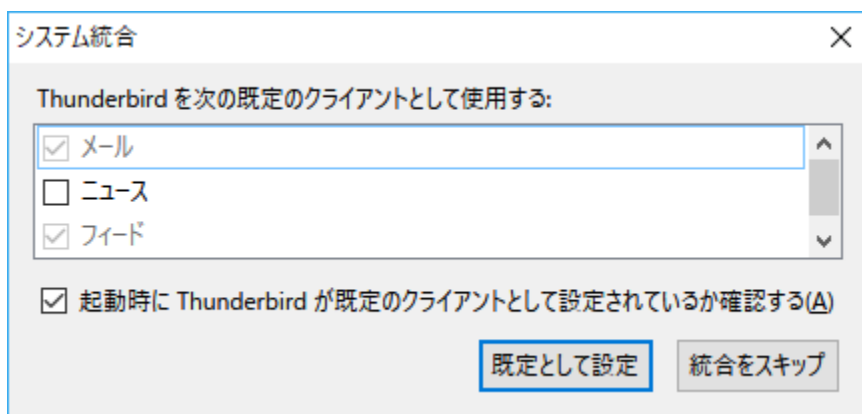 システム統合
Thunderbird を次の既定のクライアントとして使用する:
メール
ニュース
フィード
起動時に Thunderbird が既定のクライアントとして設定されているか確認する(A)
既定として設定 統合をスキップ